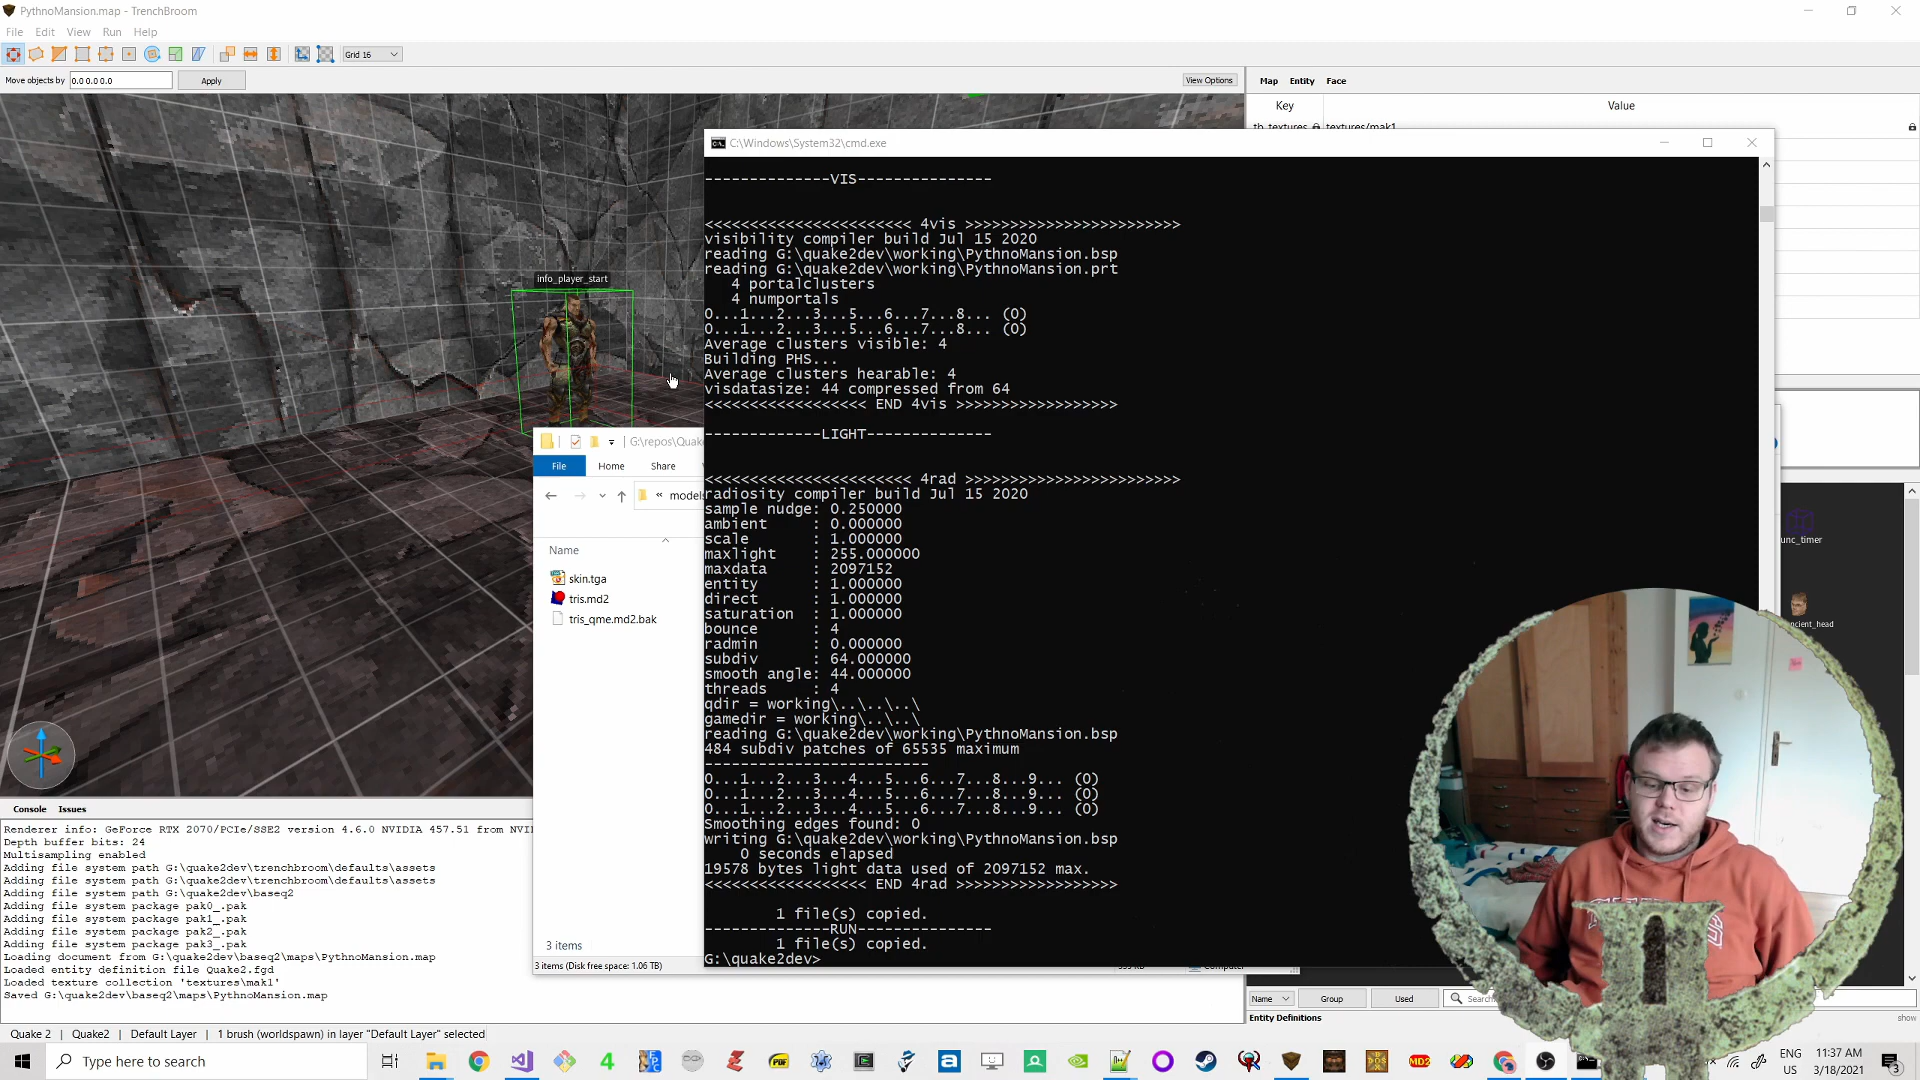 PythnoMansion.map - TrenchBroom
File Edit View Run Help
Grid 16
Move objects by 0.0 0.0 0.0 Apply
View Options
Map Entity Face
Key Value
tb_textures textures/mak1
info_player_start
C:\Windows\System32\cmd.exe
--------------VIS---------------
<<<<<<<<<<<<<<<<<<<<<<< 4vis >>>>>>>>>>>>>>>>>>>>>>>>
visibility compiler build Jul 15 2020
reading G:\quake2dev\working\PythnoMansion.bsp
reading G:\quake2dev\working\PythnoMansion.prt
4 portalclusters
4 numportals
0...1...2...3...5...6...7...8... (0)
0...1...2...3...5...6...7...8... (0)
Average clusters visible: 4
Building PHS...
Average clusters hearable: 4
visdatasize: 44 compressed from 64
<<<<<<<<<<<<<<<<<< END 4vis >>>>>>>>>>>>>>>>>>
-------------LIGHT--------------
<<<<<<<<<<<<<<<<<<<<<<< 4rad >>>>>>>>>>>>>>>>>>>>>>>>
radiosity compiler build Jul 15 2020
sample nudge: 0.250000
ambient : 0.000000
scale : 1.000000
maxlight : 255.000000
maxdata : 2097152
entity : 1.000000
direct : 1.000000
saturation : 1.000000
bounce : 4
radmin : 0.000000
subdiv : 64.000000
smooth angle: 44.000000
threads : 4
qdir = working\..\..\..\
gamedir = working\..\..\
reading G:\quake2dev\working\PythnoMansion.bsp
484 subdiv patches of 65535 maximum
-------------------------
0...1...2...3...4...5...6...7...8...9... (0)
0...1...2...3...4...5...6...7...8...9... (0)
0...1...2...3...4...5...6...7...8...9... (0)
Smoothing edges found: 0
writing G:\quake2dev\working\PythnoMansion.bsp
0 seconds elapsed
19578 bytes light data used of 2097152 max.
<<<<<<<<<<<<<<<<<< END 4rad >>>>>>>>>>>>>>>>>>
1 file(s) copied.
--------------RUN---------------
1 file(s) copied.
G:\quake2dev>
G:\repos\Quake
File Home Share
« models
Name
skin.tga
tris.md2
tris_qme.md2.bak
3 items
3 items (Disk free space: 1.06 TB)
unc_timer
ncient_head
Console Issues
Renderer info: GeForce RTX 2070/PCIe/SSE2 version 4.6.0 NVIDIA 457.51 from NVI
Depth buffer bits: 24
Multisampling enabled
Adding file system path G:\quake2dev\trenchbroom\defaults\assets
Adding file system path G:\quake2dev\trenchbroom\defaults\assets
Adding file system path G:\quake2dev\baseq2
Adding file system package pak0_.pak
Adding file system package pak1_.pak
Adding file system package pak2_.pak
Adding file system package pak3_.pak
Loading document from G:\quake2dev\baseq2\maps\PythnoMansion.map
Loaded entity definition file Quake2.fgd
Loaded texture collection 'textures\mak1'
Saved G:\quake2dev\baseq2\maps\PythnoMansion.map
Name Group Used Search
Entity Definitions show
Quake 2 Quake2 Default Layer 1 brush (worldspawn) in layer "Default Layer" selected
Type here to search
ENG
US
11:37 AM
3/18/2021
3